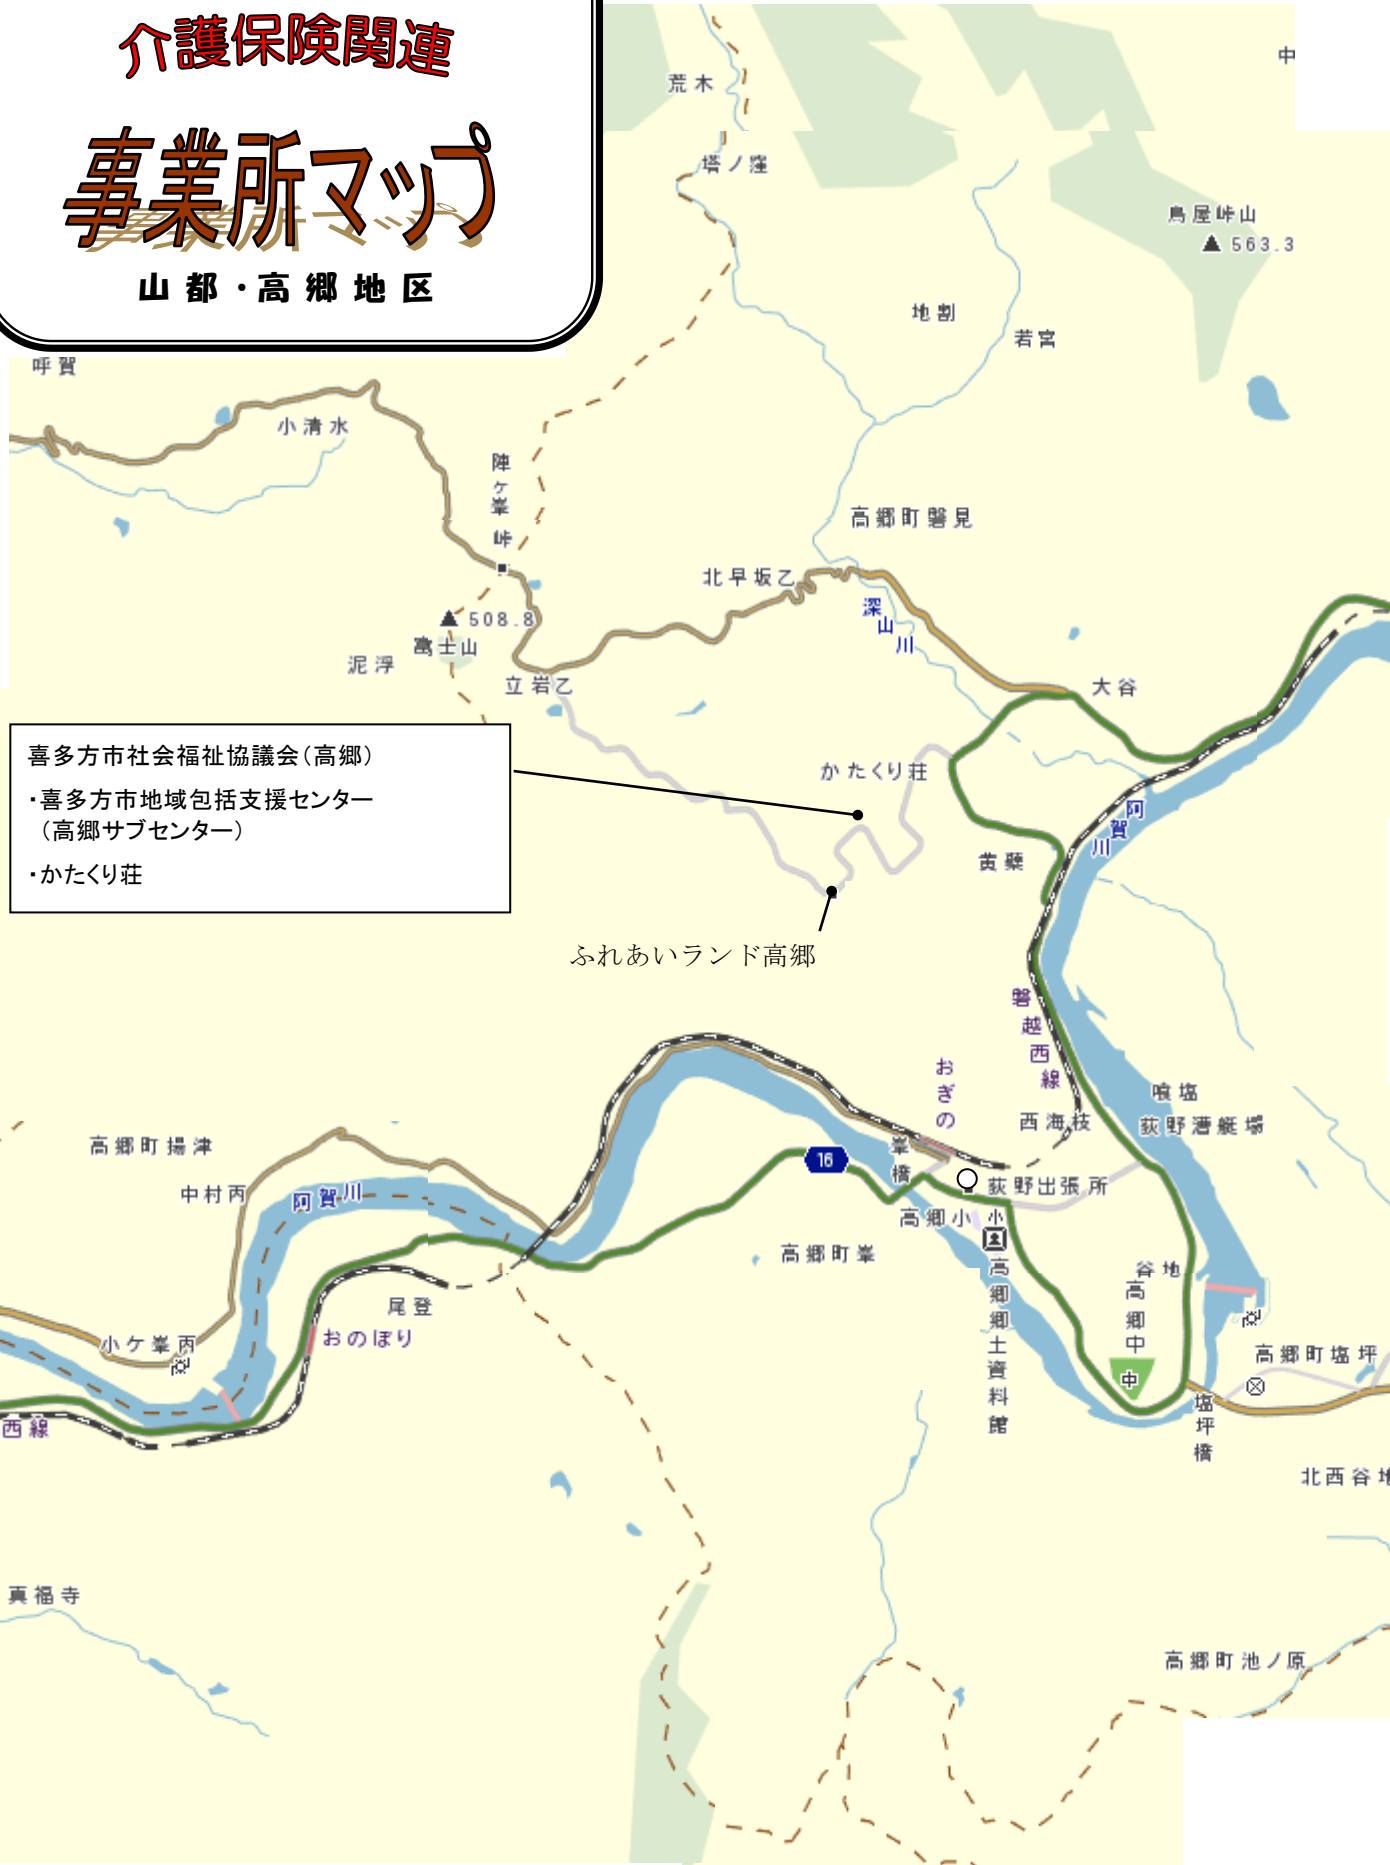 介護保険関連
事業所マップ
山都・高郷地区
中
荒木
塔ノ窪
鳥屋峠山
563.3
地割
若宮
呼賀
小清水
陣ヶ峯峠
高郷町磐見
北早坂乙
深山川
508.8
富士山
泥浮
立岩乙
大谷
喜多方市社会福祉協議会(高郷)
・喜多方市地域包括支援センター
(高郷サブセンター)
・かたくり荘
かたくり荘
阿賀川
黄蘗
ふれあいランド高郷
磐越西線
おぎの
喰塩
西海枝
荻野漕艇場
高郷町揚津
峯橋
16
中村丙
阿賀川
荻野出張所
高郷小
小
高郷町峯
高郷郷土資料館
谷地
高郷中
尾登
おのぼり
小ケ峯丙
高郷町塩坪
中
西線
塩坪橋
北西谷地
真福寺
高郷町池ノ原